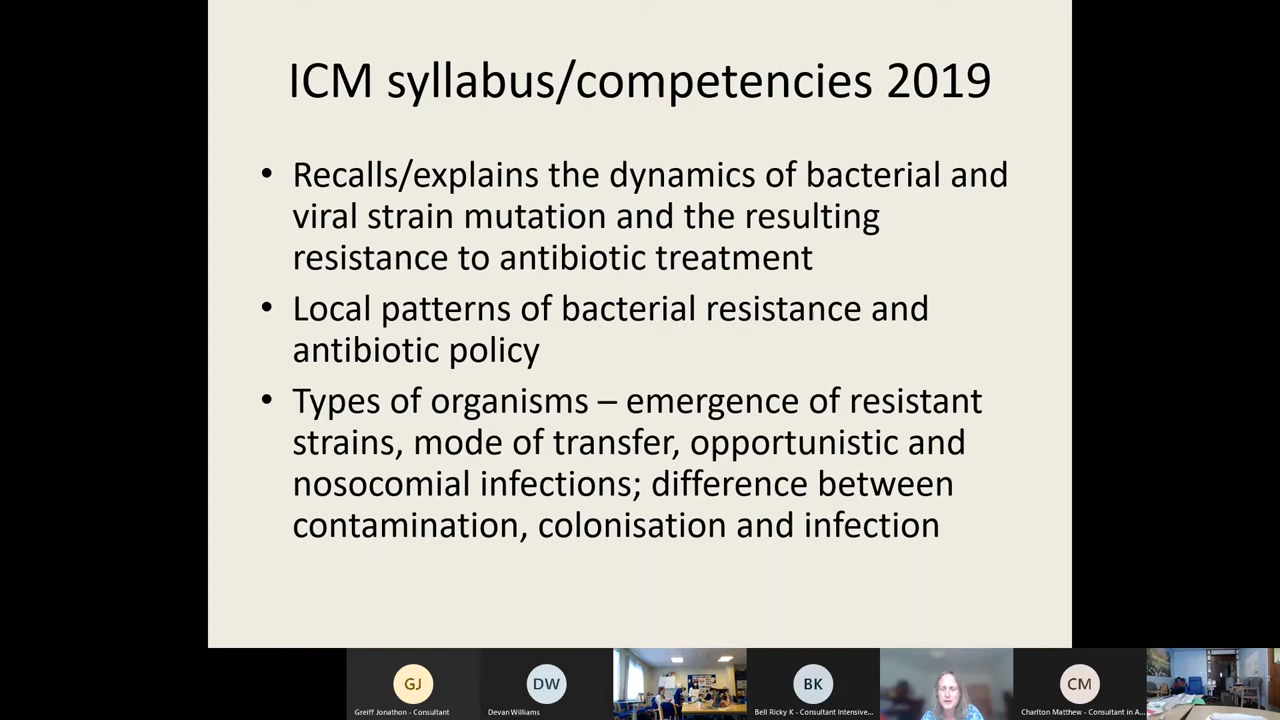 ICM syllabus/competencies 2019
• Recalls/explains the dynamics of bacterial and
viral strain mutation and the resulting
resistance to antibiotic treatment
• Local patterns of bacterial resistance and
antibiotic policy
• Types of organisms – emergence of resistant
strains, mode of transfer, opportunistic and
nosocomial infections; difference between
contamination, colonisation and infection
GJ
DW
BK
CM
Greiff Jonathon - Consultant
Devan Williams
Bell Ricky K - Consultant Intensive...
Charlton Matthew - Consultant in A...